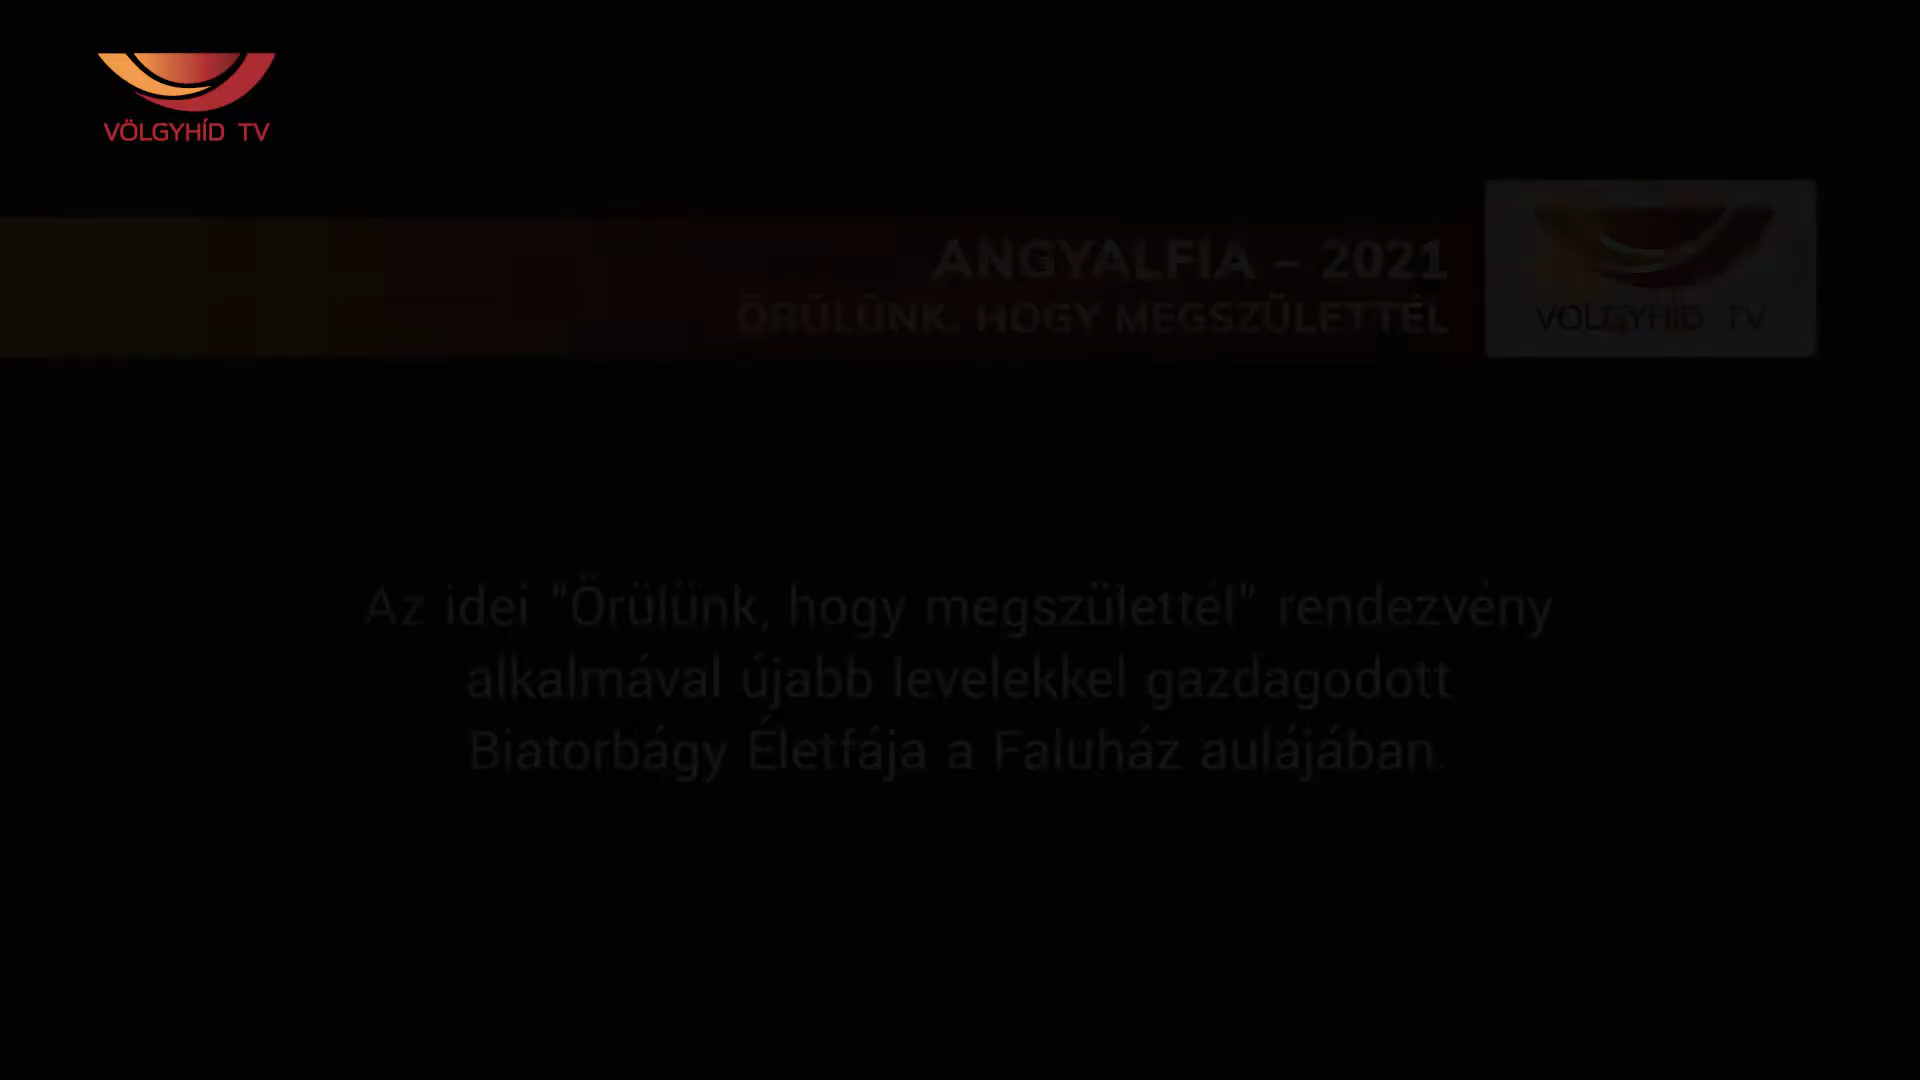 VÖLGYHÍD TV
ANGYALFIA – 2021
ÖRÜLÜNK, HOGY MEGSZÜLETTÉL
VÖLGYHÍD TV
Az idei "Örülünk, hogy megszülettél" rendezvény
alkalmával újabb levelekkel gazdagodott
Biatorbágy Életfája a Faluház aulájában.